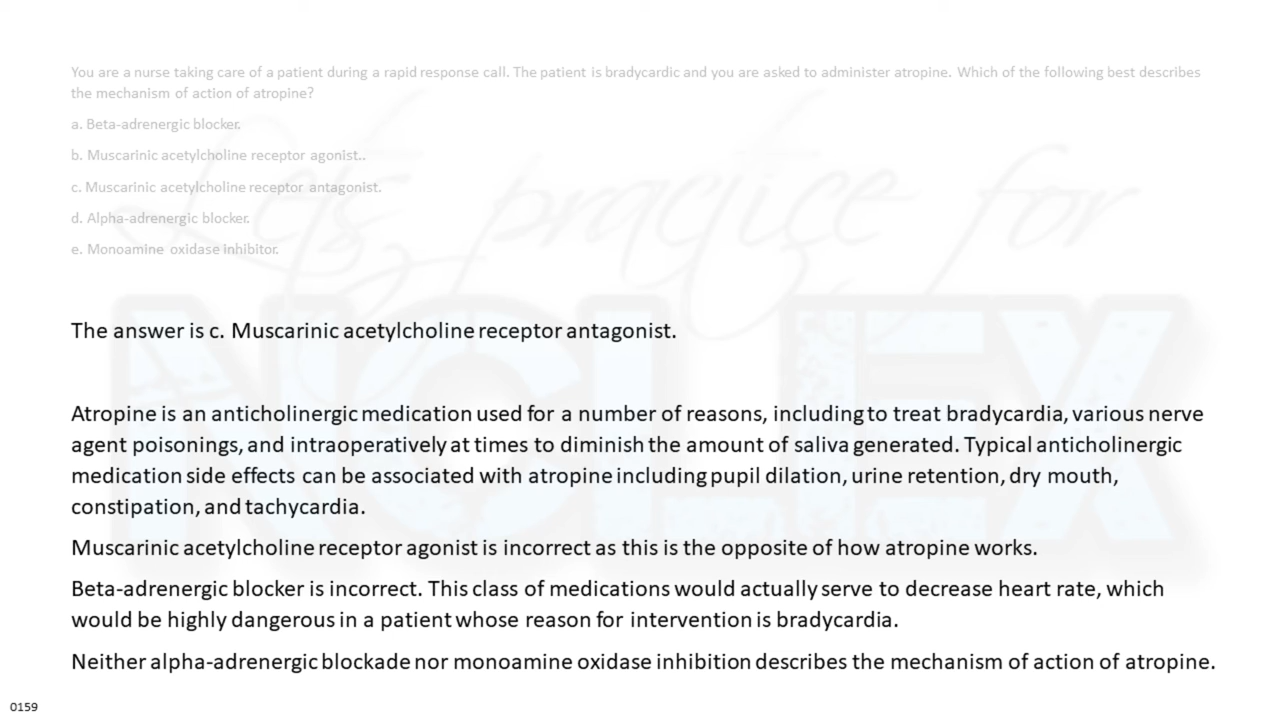 You are a nurse taking care of a patient during a rapid response call. The patient is bradycardic and you are asked to administer atropine. Which of the following best describes
the mechanism of action of atropine?
a. Beta-adrenergic blocker.
b. Muscarinic acetylcholine receptor agonist..
c. Muscarinic acetylcholine receptor antagonist.
d. Alpha-adrenergic blocker.
e. Monoamine oxidase inhibitor.
Let's practice for
NCLEX
The answer is c. Muscarinic acetylcholine receptor antagonist.
Atropine is an anticholinergic medication used for a number of reasons, including to treat bradycardia, various nerve
agent poisonings, and intraoperatively at times to diminish the amount of saliva generated. Typical anticholinergic
medication side effects can be associated with atropine including pupil dilation, urine retention, dry mouth,
constipation, and tachycardia.
Muscarinic acetylcholine receptor agonist is incorrect as this is the opposite of how atropine works.
Beta-adrenergic blocker is incorrect. This class of medications would actually serve to decrease heart rate, which
would be highly dangerous in a patient whose reason for intervention is bradycardia.
Neither alpha-adrenergic blockade nor monoamine oxidase inhibition describes the mechanism of action of atropine.
0159